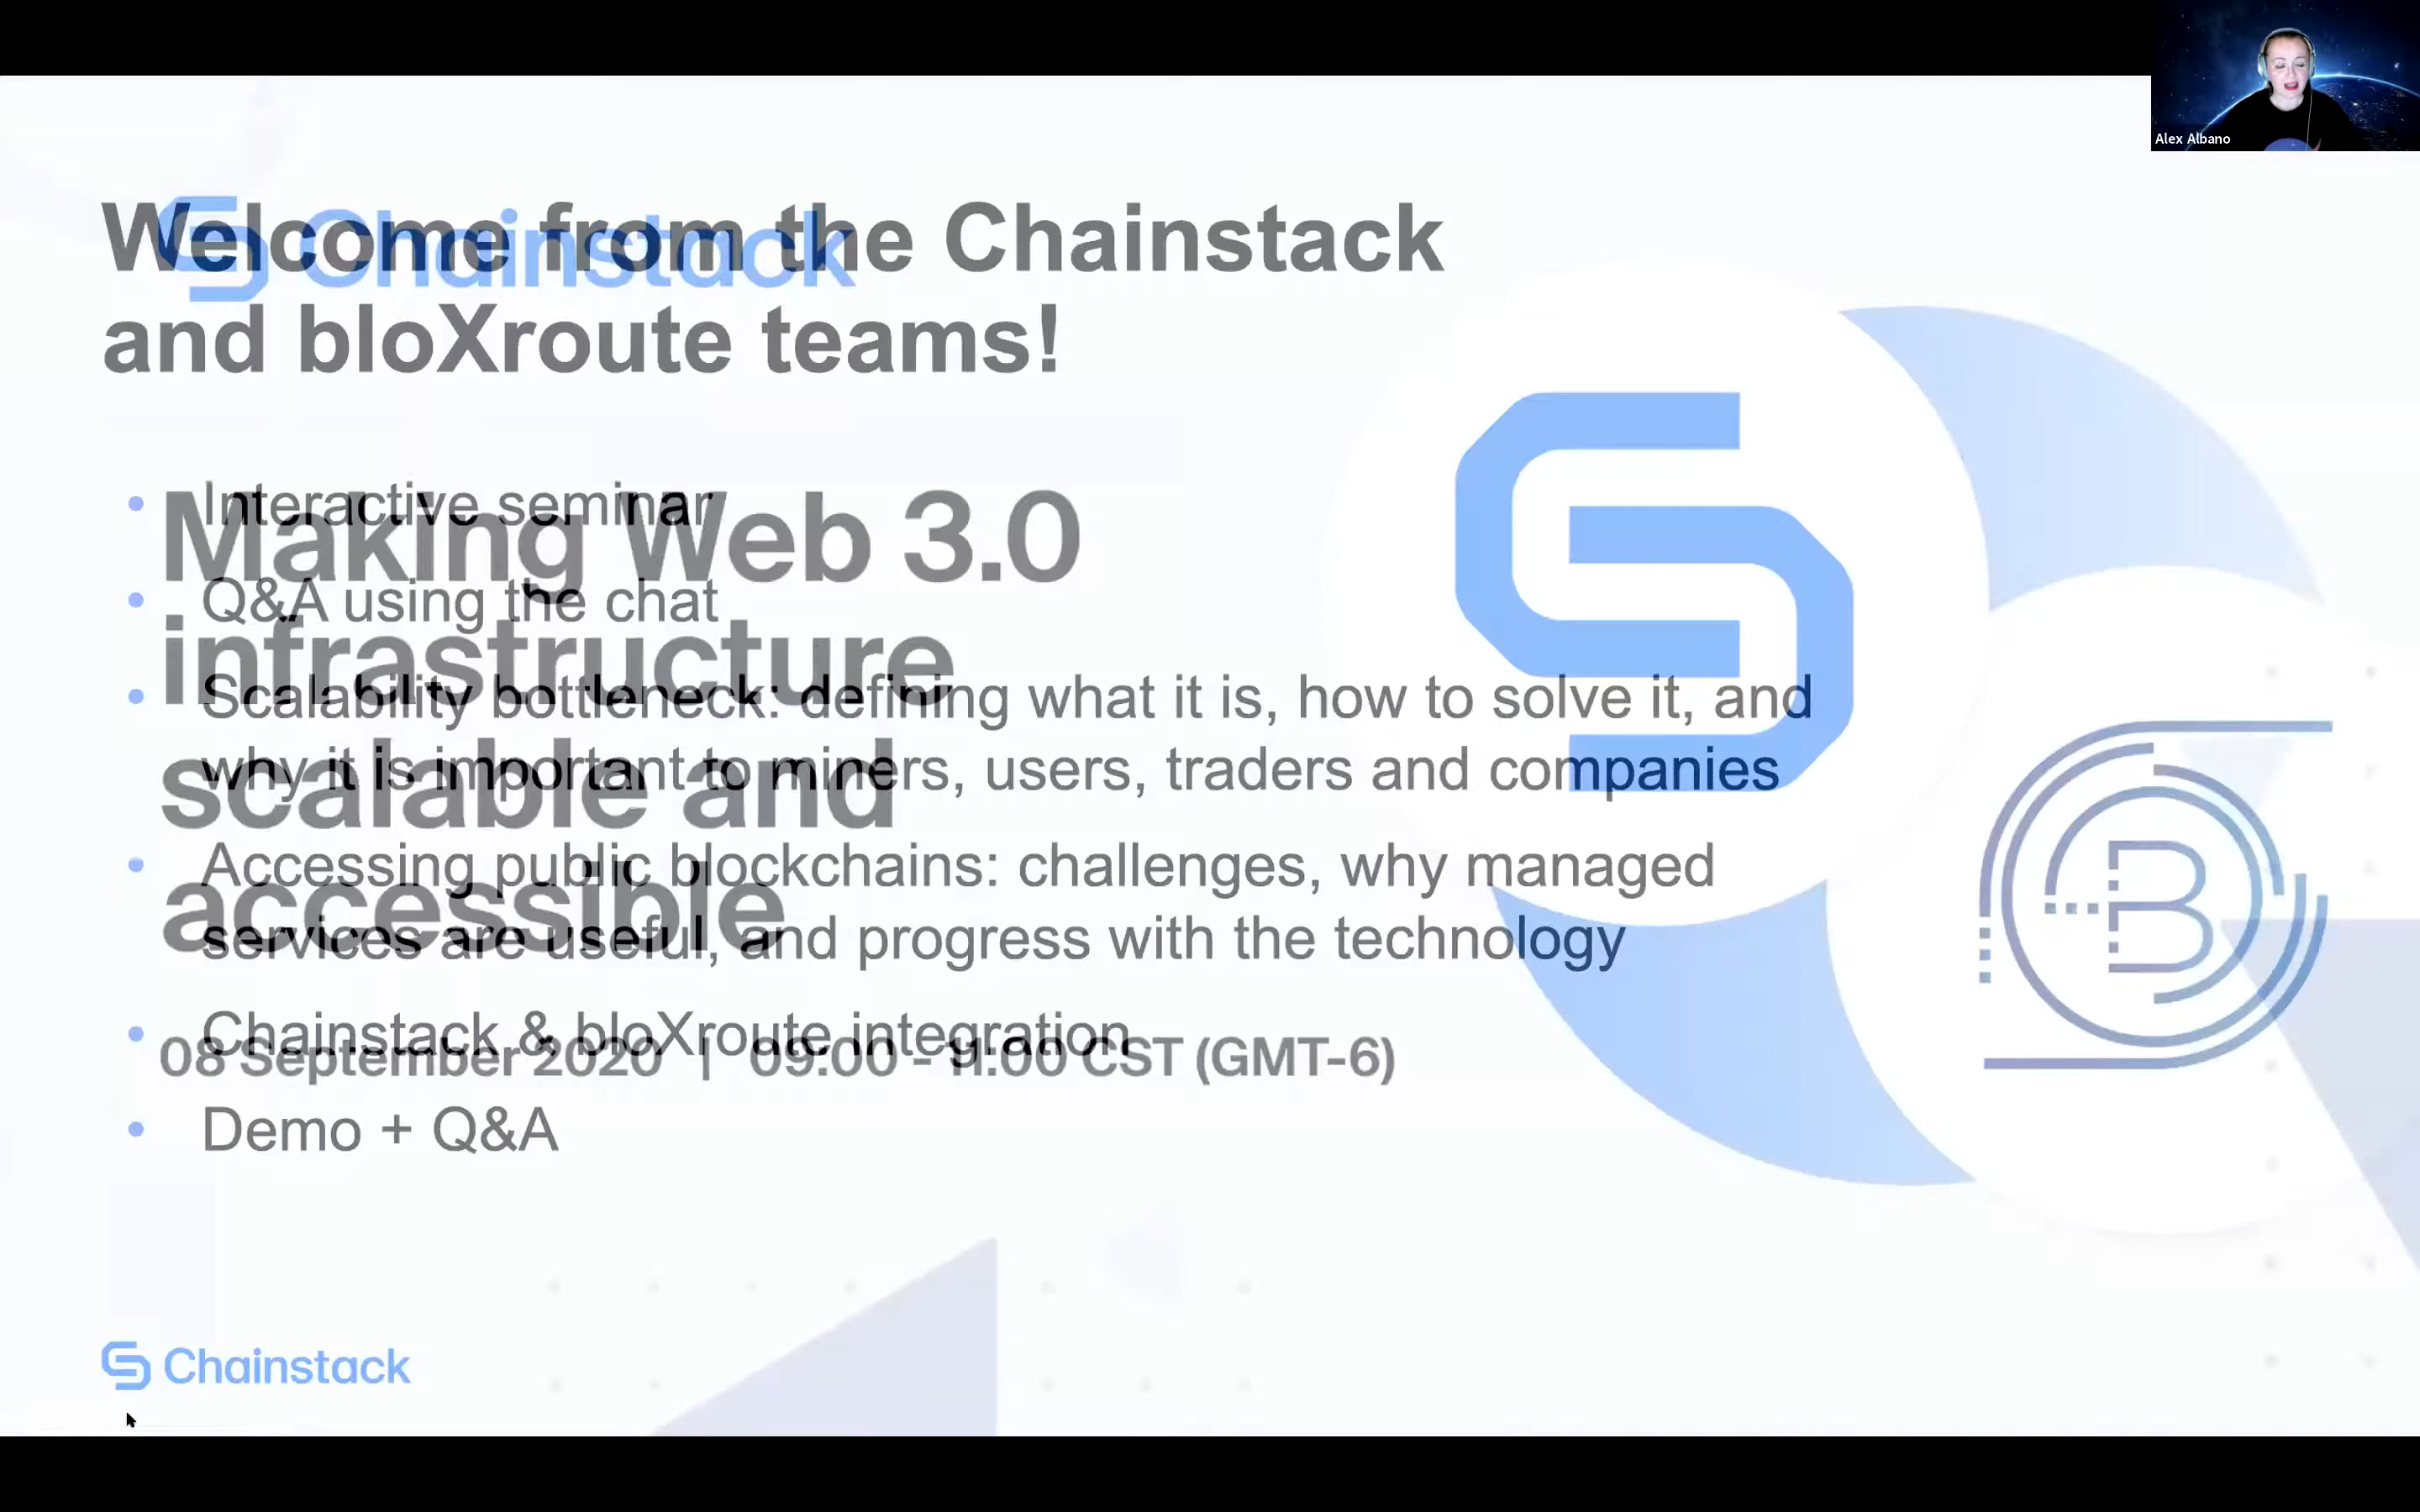 Alex Albano
Welcome from the Chainstack
and bloXroute teams!
Chainstack
Interactive seminar
Making Web 3.0
Q&A using the chat
infrastructure
Scalability bottleneck: defining what it is, how to solve it, and
why it is important to miners, users, traders and companies
scalable and
Accessing public blockchains: challenges, why managed
accessible
services are useful, and progress with the technology
Chainstack & bloXroute integration
08 September 2020 | 09:00 - 11:00 CST (GMT-6)
Demo + Q&A
Chainstack